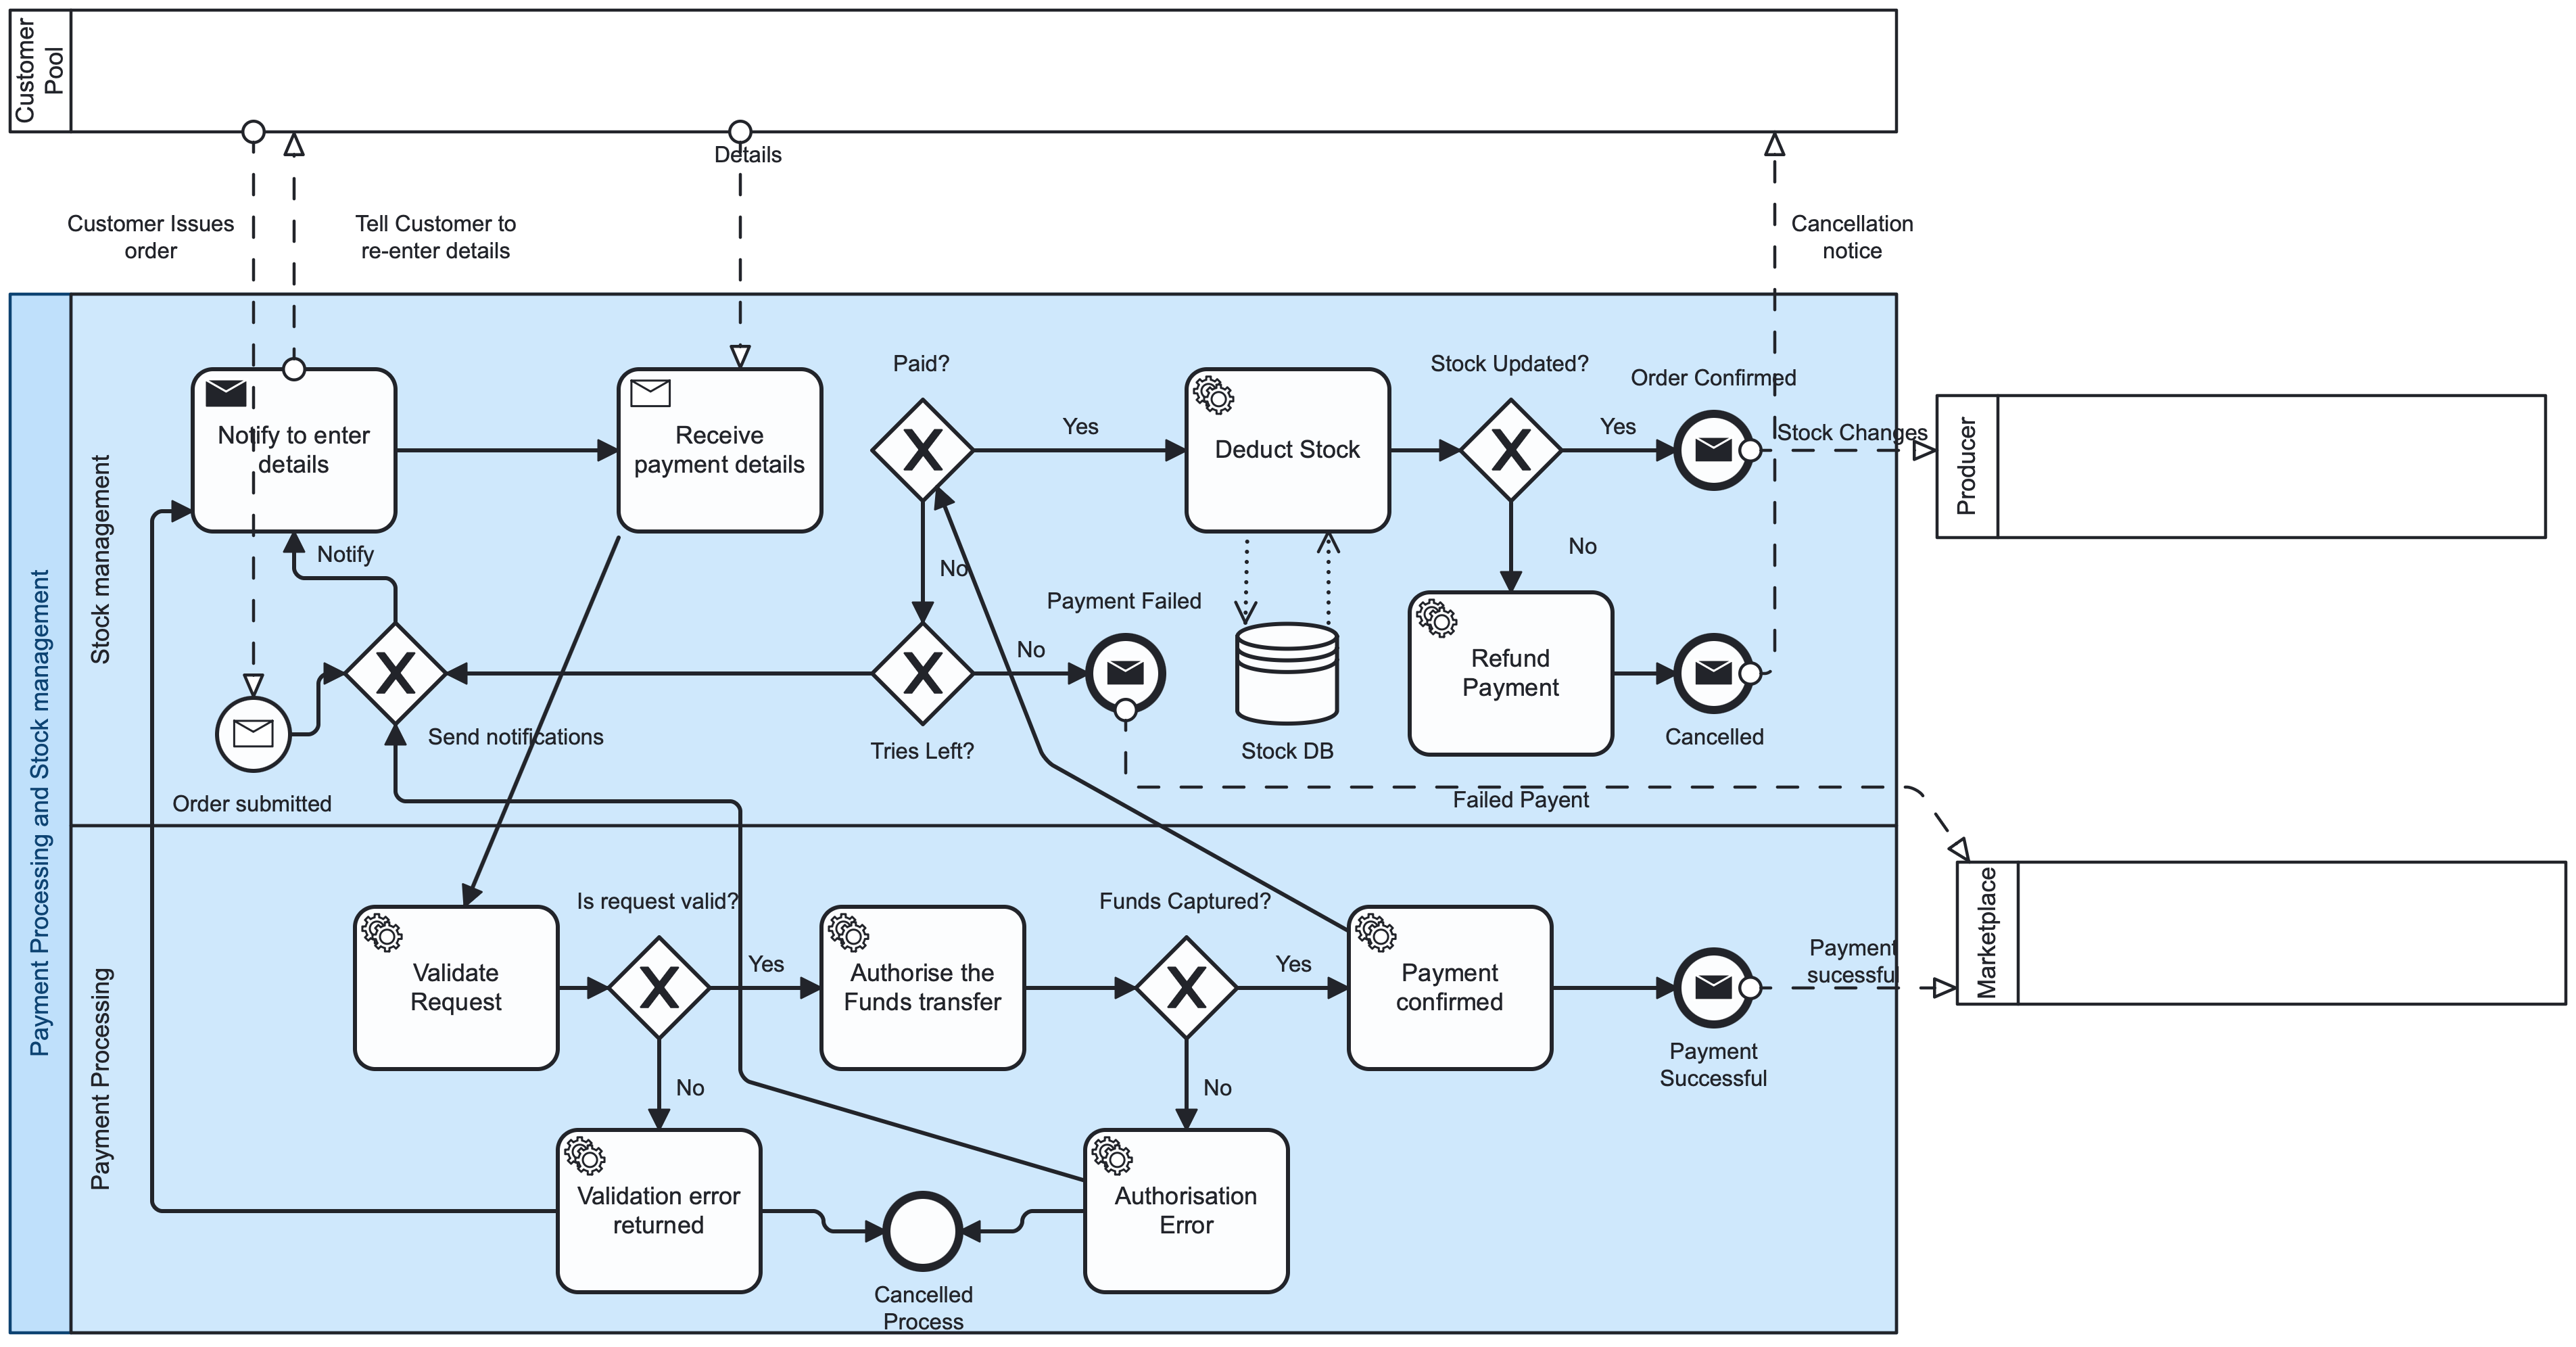 Customer
Pool
Details
Customer Issues
order
Tell Customer to
re-enter details
Cancellation
notice
Payment Processing and Stock management
Stock management
Notify to enter
details
Receive
payment details
Paid?
Yes
Deduct Stock
Stock Updated?
Yes
Order Confirmed
Stock Changes
Producer
Notify
No
No
Payment Failed
No
Refund
Payment
Send notifications
Tries Left?
Stock DB
Cancelled
Order submitted
Failed Payent
Payment Processing
Is request valid?
Funds Captured?
Validate
Request
Yes
Authorise the
Funds transfer
Yes
Payment
confirmed
Payment
sucessful
Marketplace
Payment
Successful
No
No
Validation error
returned
Authorisation
Error
Cancelled
Process